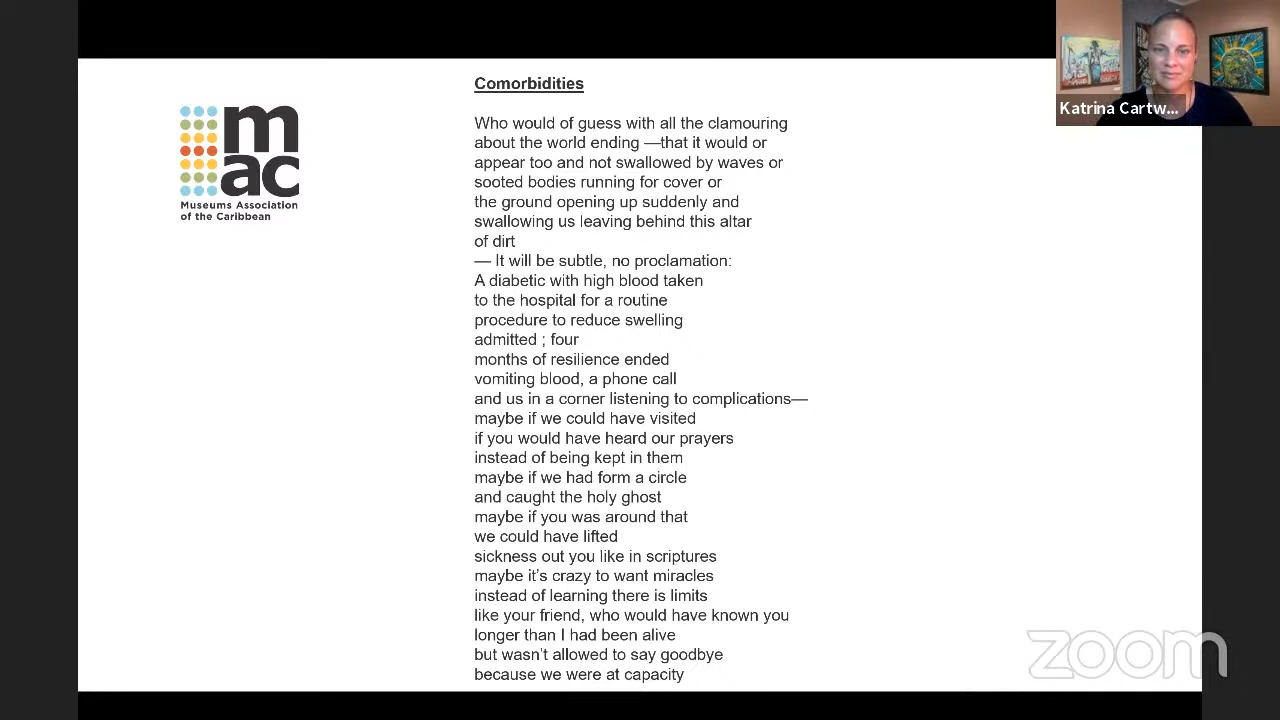 Comorbidities
Who would of guess with all the clamouring
about the world ending —that it would or
appear too and not swallowed by waves or
sooted bodies running for cover or
the ground opening up suddenly and
swallowing us leaving behind this altar
of dirt
— It will be subtle, no proclamation:
A diabetic with high blood taken
to the hospital for a routine
procedure to reduce swelling
admitted ; four
months of resilience ended
vomiting blood, a phone call
and us in a corner listening to complications—
maybe if we could have visited
if you would have heard our prayers
instead of being kept in them
maybe if we had form a circle
and caught the holy ghost
maybe if you was around that
we could have lifted
sickness out you like in scriptures
maybe it's crazy to want miracles
instead of learning there is limits
like your friend, who would have known you
longer than I had been alive
but wasn't allowed to say goodbye
because we were at capacity
mac
Museums Association
of the Caribbean
Katrina Cartw...
zoom